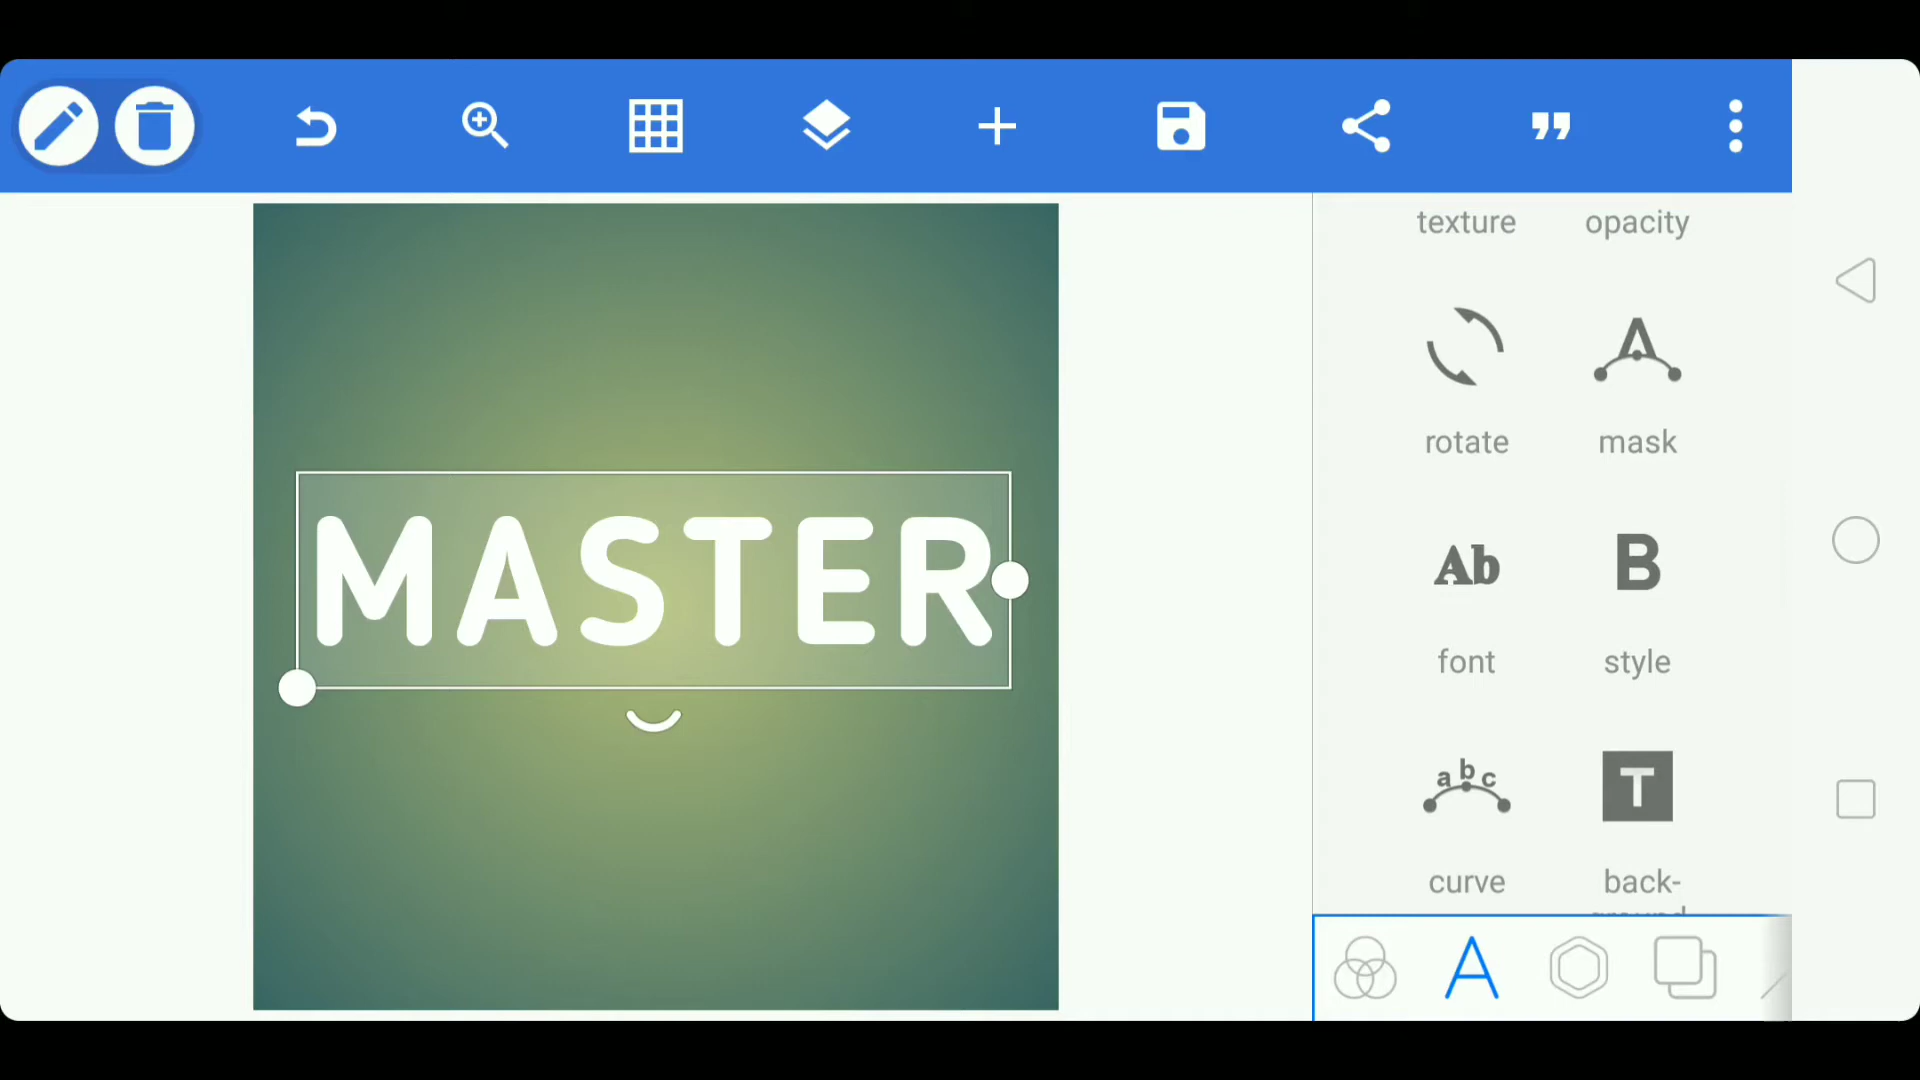 texture opacity
rotate mask
MASTER
Ab B
font style
abc T
curve back-